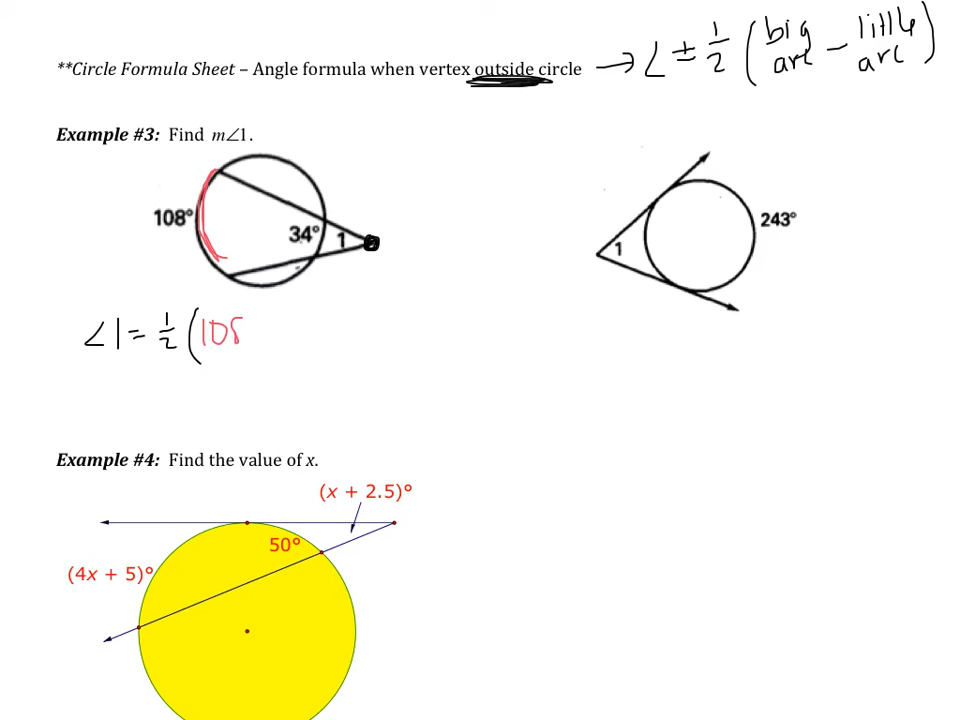 **Circle Formula Sheet – Angle formula when vertex outside circle → ∠ ± 1/2 (big arc − little arc)
Example #3: Find m∠1.
108°
34°
1
243°
1
∠1 = 1/2 (108
Example #4: Find the value of x.
(x + 2.5)°
50°
(4x + 5)°